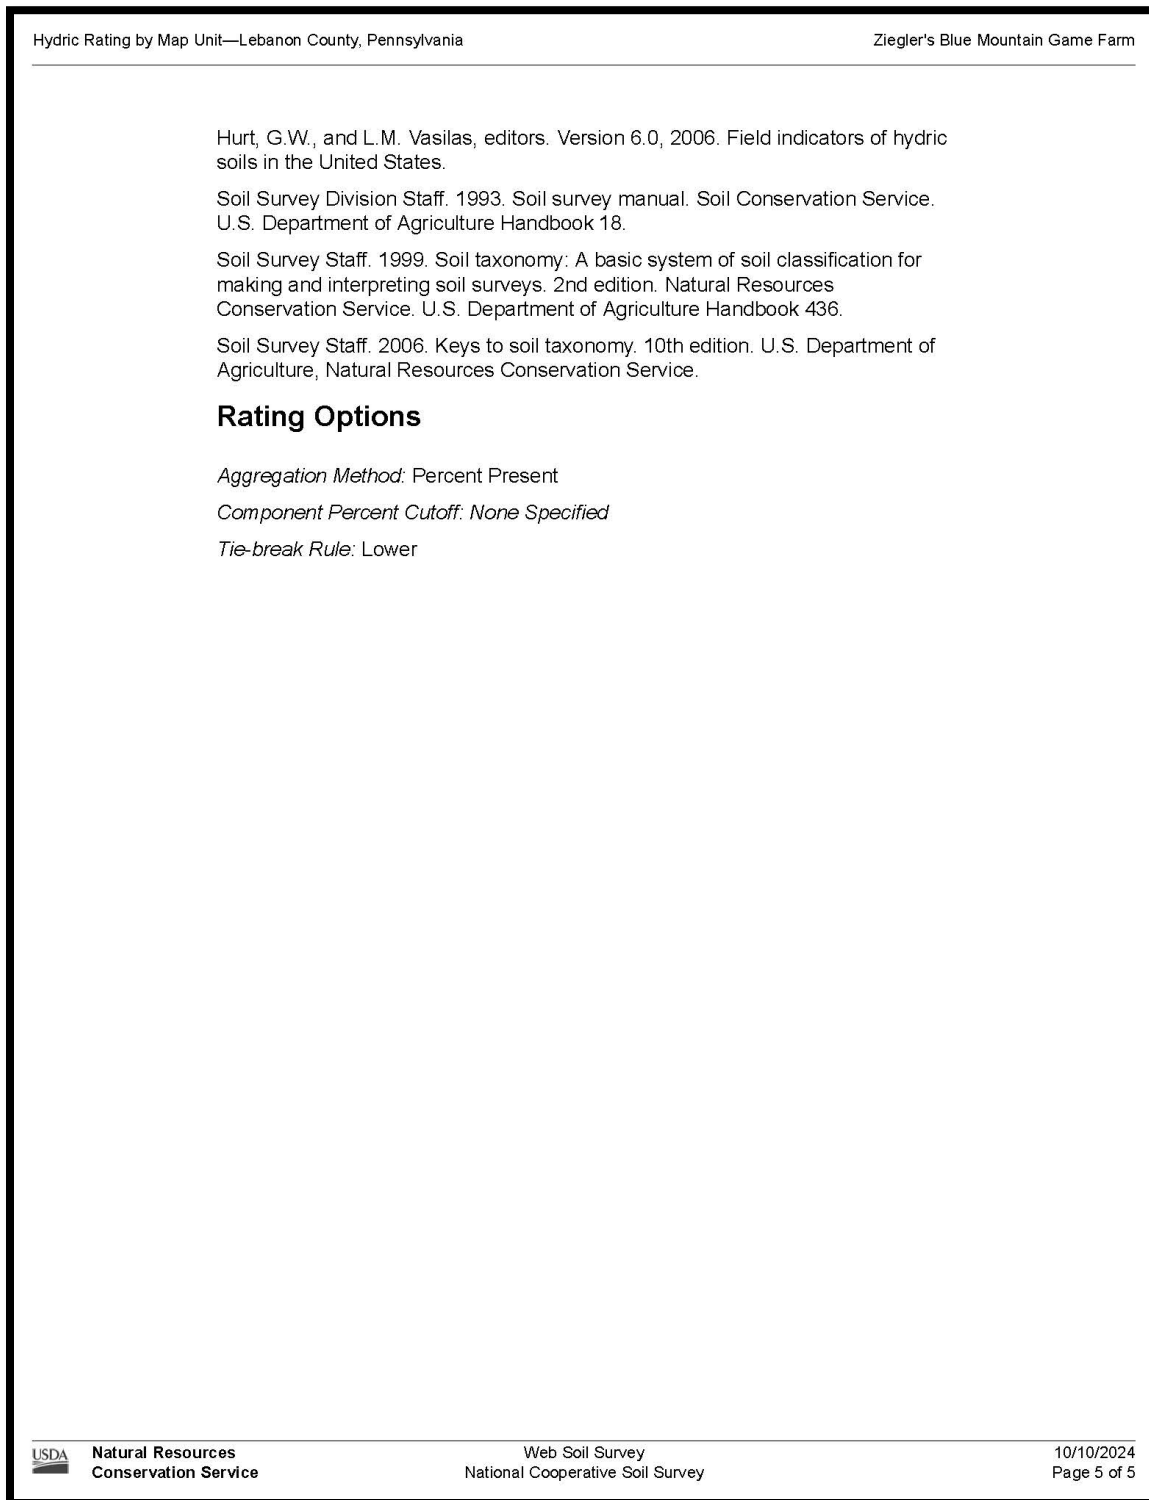 Hydric Rating by Map Unit—Lebanon County, Pennsylvania
Ziegler's Blue Mountain Game Farm
Hurt, G.W., and L.M. Vasilas, editors. Version 6.0, 2006. Field indicators of hydric
soils in the United States.
Soil Survey Division Staff. 1993. Soil survey manual. Soil Conservation Service.
U.S. Department of Agriculture Handbook 18.
Soil Survey Staff. 1999. Soil taxonomy: A basic system of soil classification for
making and interpreting soil surveys. 2nd edition. Natural Resources
Conservation Service. U.S. Department of Agriculture Handbook 436.
Soil Survey Staff. 2006. Keys to soil taxonomy. 10th edition. U.S. Department of
Agriculture, Natural Resources Conservation Service.
Rating Options
Aggregation Method: Percent Present
Component Percent Cutoff: None Specified
Tie-break Rule: Lower
USDA
Natural Resources
Conservation Service
Web Soil Survey
National Cooperative Soil Survey
10/10/2024
Page 5 of 5